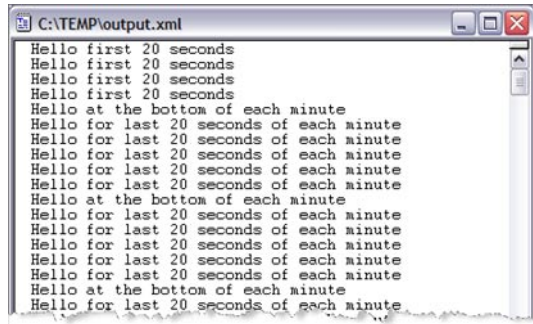 C:\TEMP\output.xml
Hello first 20 seconds
Hello first 20 seconds
Hello first 20 seconds
Hello first 20 seconds
Hello at the bottom of each minute
Hello for last 20 seconds of each minute
Hello for last 20 seconds of each minute
Hello for last 20 seconds of each minute
Hello for last 20 seconds of each minute
Hello for last 20 seconds of each minute
Hello at the bottom of each minute
Hello for last 20 seconds of each minute
Hello for last 20 seconds of each minute
Hello for last 20 seconds of each minute
Hello for last 20 seconds of each minute
Hello at the bottom of each minute
Hello for last 20 seconds of each minute